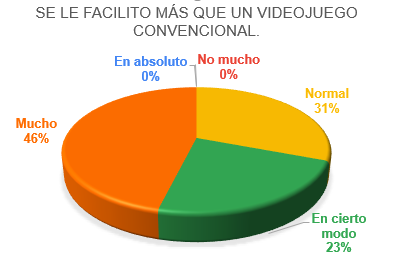 SE LE FACILITO MÁS QUE UN VIDEOJUEGO
CONVENCIONAL.
En absoluto
0%
No mucho
0%
Normal
31%
Mucho
46%
En cierto
modo
23%